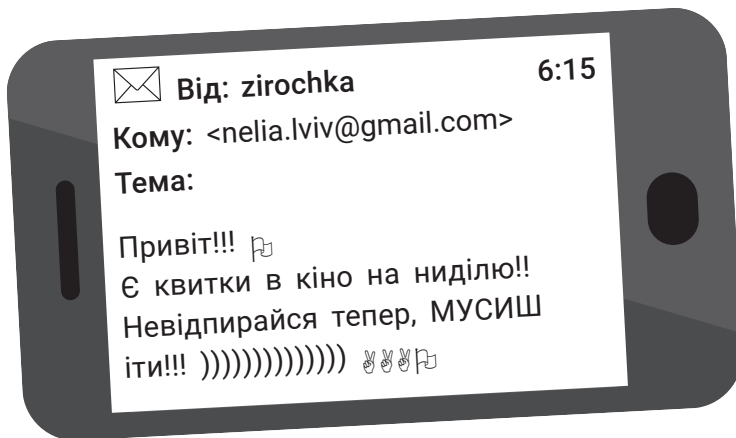 Від: zirochka 6:15
Кому: <nelia.lviv@gmail.com>
Тема:
Привіт!!! 🏳
Є квитки в кіно на ниділю!!
Невідпирайся тепер, МУСИШ
іти!!! )))))))))))))) ✌✌✌🏳